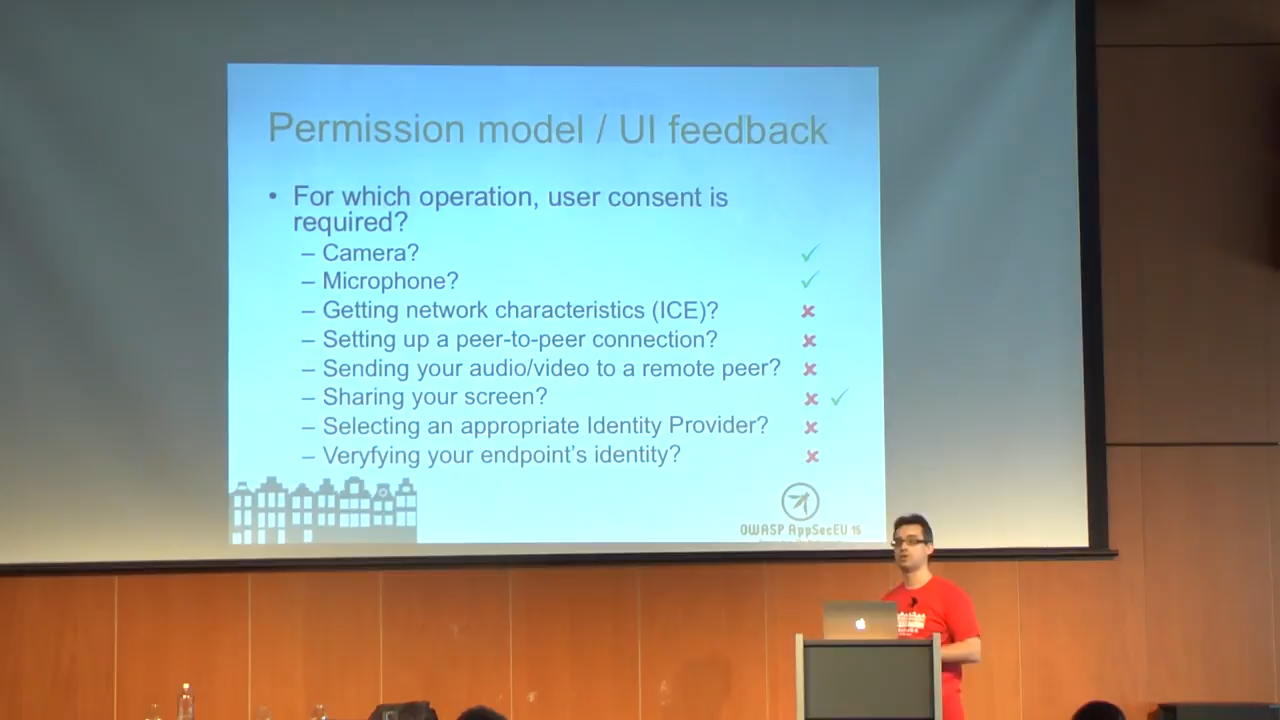 Permission model / UI feedback
• For which operation, user consent is
required?
– Camera? ✓
– Microphone? ✓
– Getting network characteristics (ICE)? ✗
– Setting up a peer-to-peer connection? ✗
– Sending your audio/video to a remote peer? ✗
– Sharing your screen? ✗ ✓
– Selecting an appropriate Identity Provider? ✗
– Veryfying your endpoint's identity? ✗
OWASP AppSecEU 15